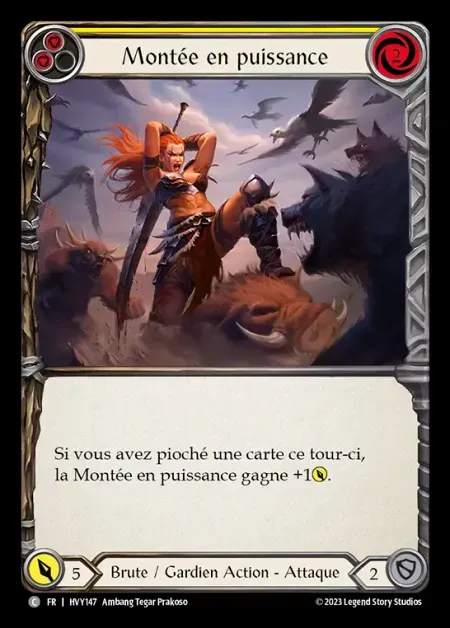 Montée en puissance
2
Si vous avez pioché une carte ce tour-ci,
la Montée en puissance gagne +1.
5
Brute / Gardien Action - Attaque
2
C FR | HVY147 Ambang Tegar Prakoso
© 2023 Legend Story Studios